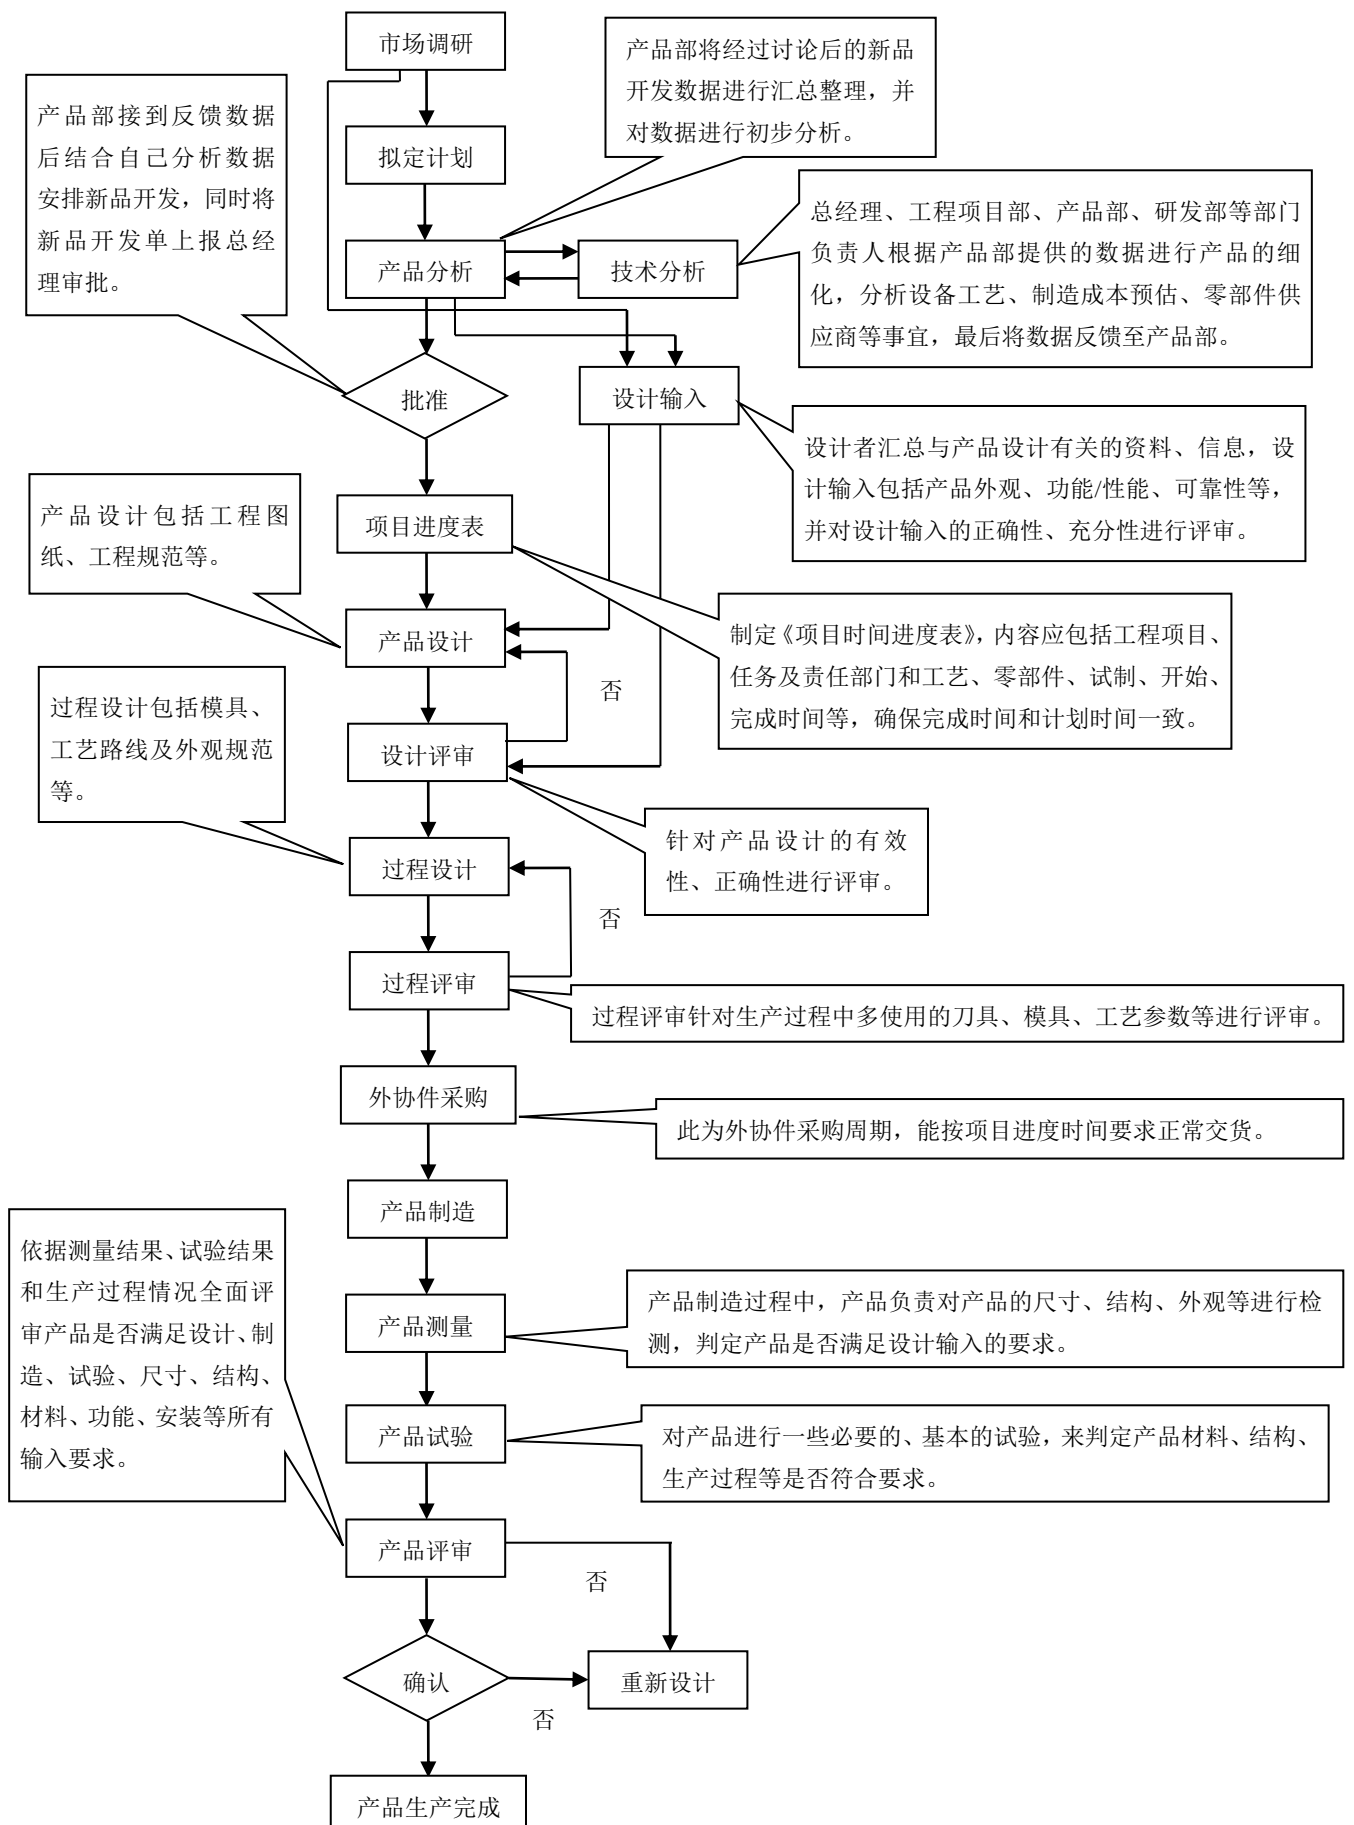 市场调研
产品部将经过讨论后的新品
开发数据进行汇总整理，并
对数据进行初步分析。
产品部接到反馈数据
后结合自己分析数据
安排新品开发，同时将
新品开发单上报总经
理审批。
拟定计划
总经理、工程项目部、产品部、研发部等部门
负责人根据产品部提供的数据进行产品的细
化，分析设备工艺、制造成本预估、零部件供
应商等事宜，最后将数据反馈至产品部。
产品分析
技术分析
批准
设计输入
设计者汇总与产品设计有关的资料、信息，设
计输入包括产品外观、功能/性能、可靠性等，
并对设计输入的正确性、充分性进行评审。
产品设计包括工程图
纸、工程规范等。
项目进度表
制定《项目时间进度表》，内容应包括工程项目、
任务及责任部门和工艺、零部件、试制、开始、
完成时间等，确保完成时间和计划时间一致。
产品设计
否
过程设计包括模具、
工艺路线及外观规范
等。
设计评审
针对产品设计的有效
性、正确性进行评审。
过程设计
否
过程评审
过程评审针对生产过程中多使用的刀具、模具、工艺参数等进行评审。
外协件采购
此为外协件采购周期，能按项目进度时间要求正常交货。
产品制造
依据测量结果、试验结果
和生产过程情况全面评
审产品是否满足设计、制
造、试验、尺寸、结构、
材料、功能、安装等所有
输入要求。
产品测量
产品制造过程中，产品负责对产品的尺寸、结构、外观等进行检
测，判定产品是否满足设计输入的要求。
产品试验
对产品进行一些必要的、基本的试验，来判定产品材料、结构、
生产过程等是否符合要求。
产品评审
否
确认
重新设计
否
产品生产完成